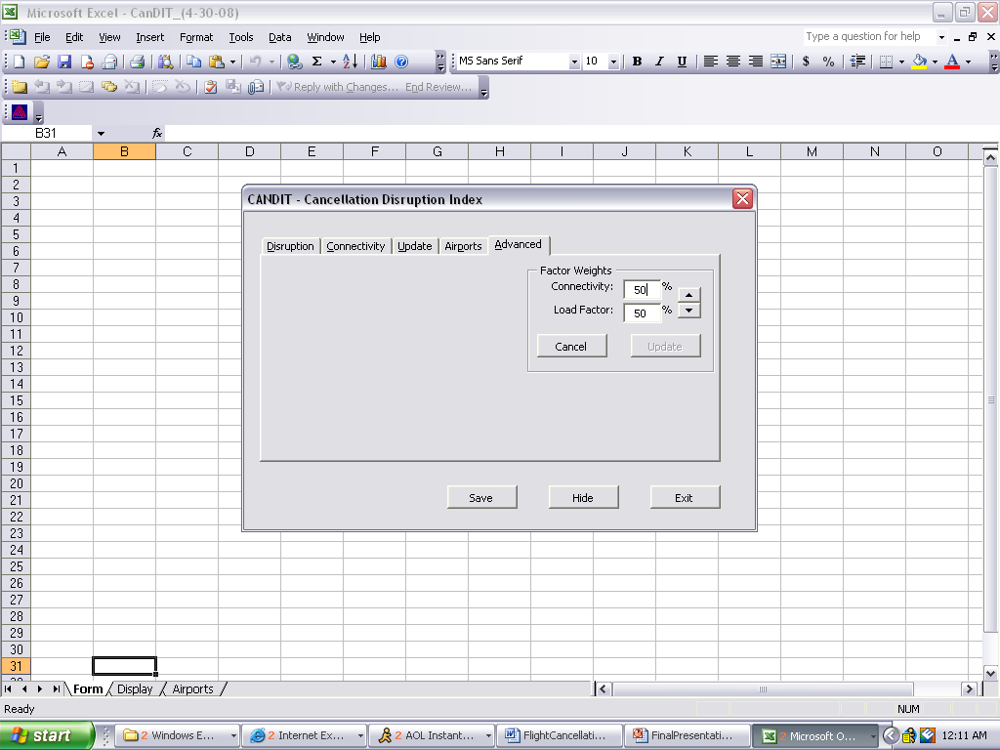 Microsoft Excel - CanDIT_(4-30-08)
File Edit View Insert Format Tools Data Window Help Type a question for help
Σ MS Sans Serif 10 B I U $ %
Reply with Changes... End Review...
B31 fx
A B C D E F G H I J K L M N O
1
2
3
4
5
6
7
8
9
10
11
12
13
14
15
16
17
18
19
20
21
22
23
24
25
26
27
28
29
30
31
CANDIT - Cancellation Disruption Index
Disruption Connectivity Update Airports Advanced
Factor Weights
Connectivity: 50 %
Load Factor: 50 %
Cancel Update
Save Hide Exit
Form Display Airports
Ready NUM
start 2 Windows E... 2 Internet Ex... 2 AOL Instant... FlightCancellati... FinalPresentati... Microsoft O... 12:11 AM